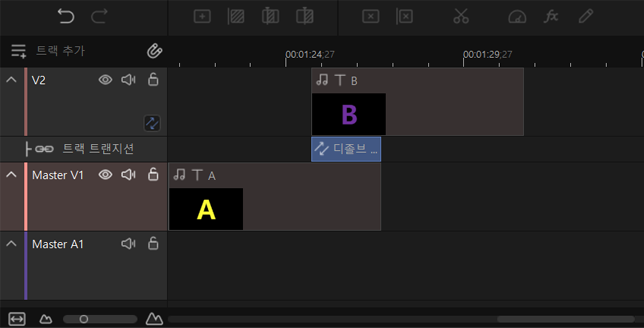 fx
트랙 추가
00:01:24;27
00:01:29;27
V2
B
B
트랙 트랜지션
디졸브 ...
Master V1
A
A
Master A1